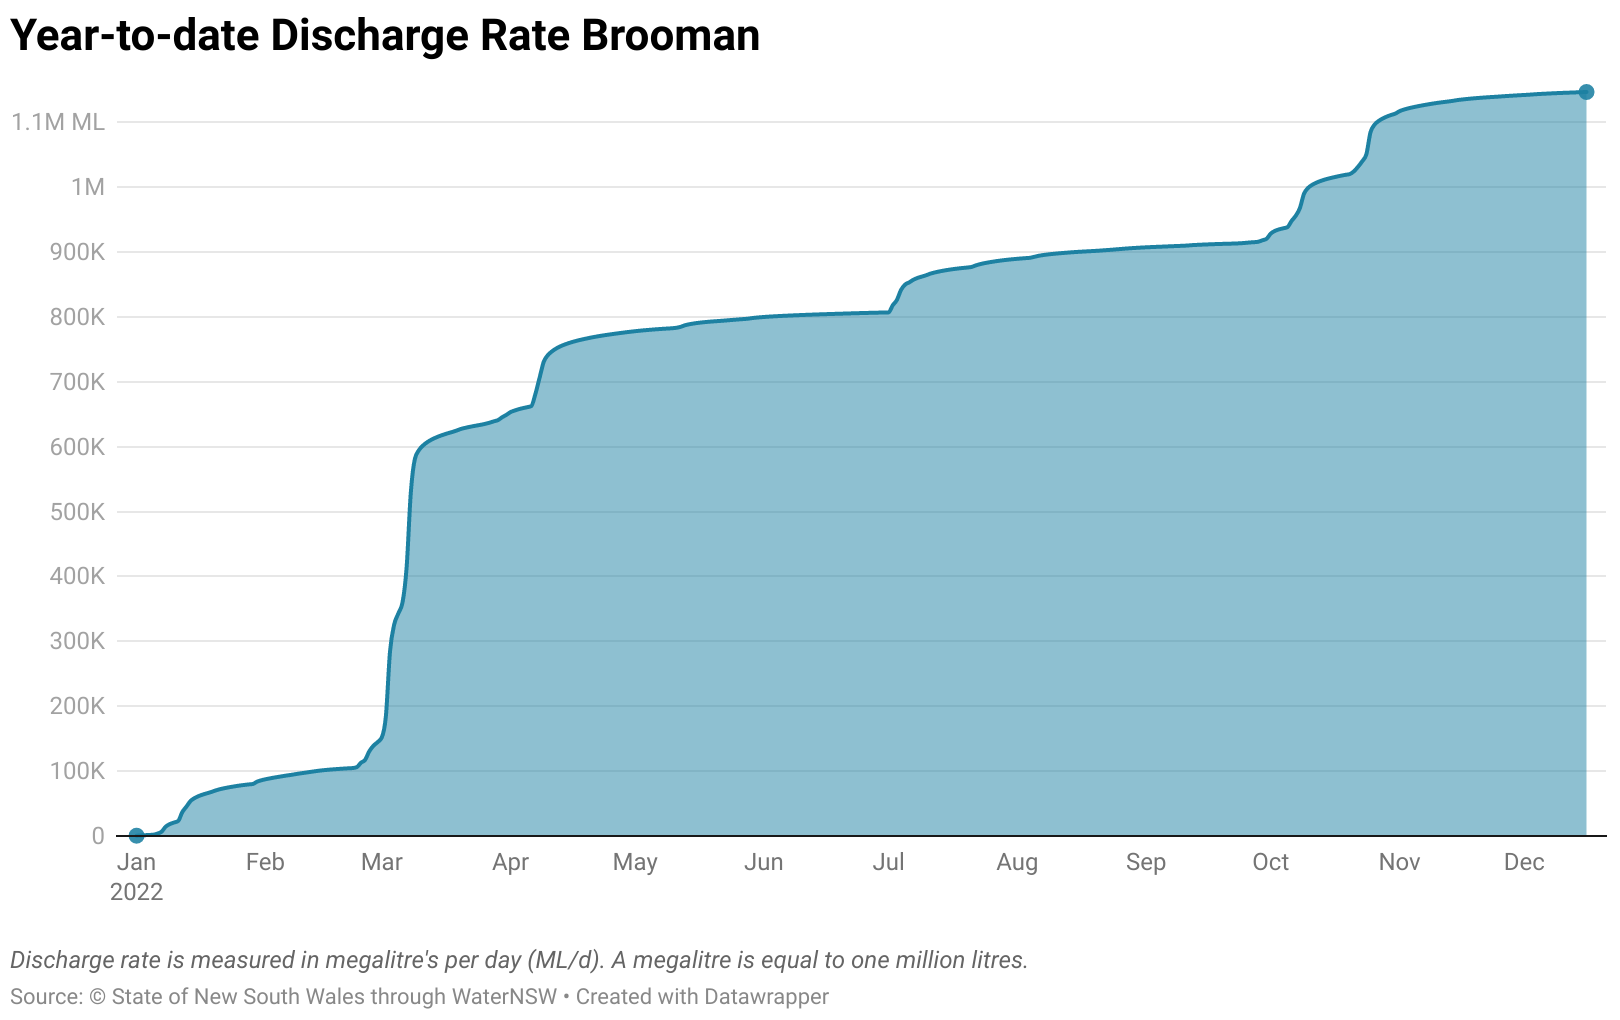 Year-to-date Discharge Rate Brooman
1.1M ML
1M
900K
800K
700K
600K
500K
400K
300K
200K
100K
0
Jan Feb Mar Apr May Jun Jul Aug Sep Oct Nov Dec
2022
Discharge rate is measured in megalitre's per day (ML/d). A megalitre is equal to one million litres.
Source: © State of New South Wales through WaterNSW • Created with Datawrapper